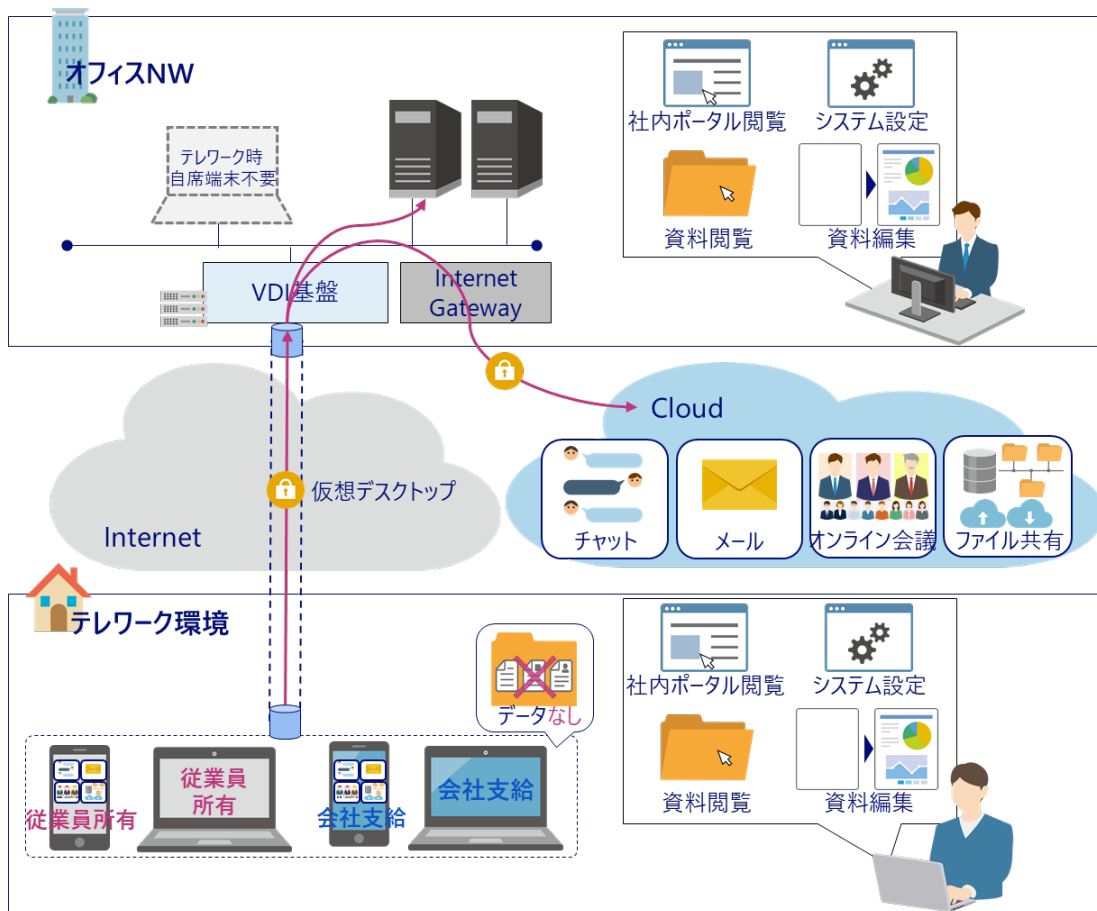 オフィスNW
テレワーク時
自席端末不要
社内ポータル閲覧
システム設定
資料閲覧
資料編集
VDI基盤
Internet
Gateway
Cloud
仮想デスクトップ
Internet
チャット
メール
オンライン会議
ファイル共有
テレワーク環境
データなし
社内ポータル閲覧
システム設定
資料閲覧
資料編集
従業員所有
従業員
所有
会社支給
会社支給